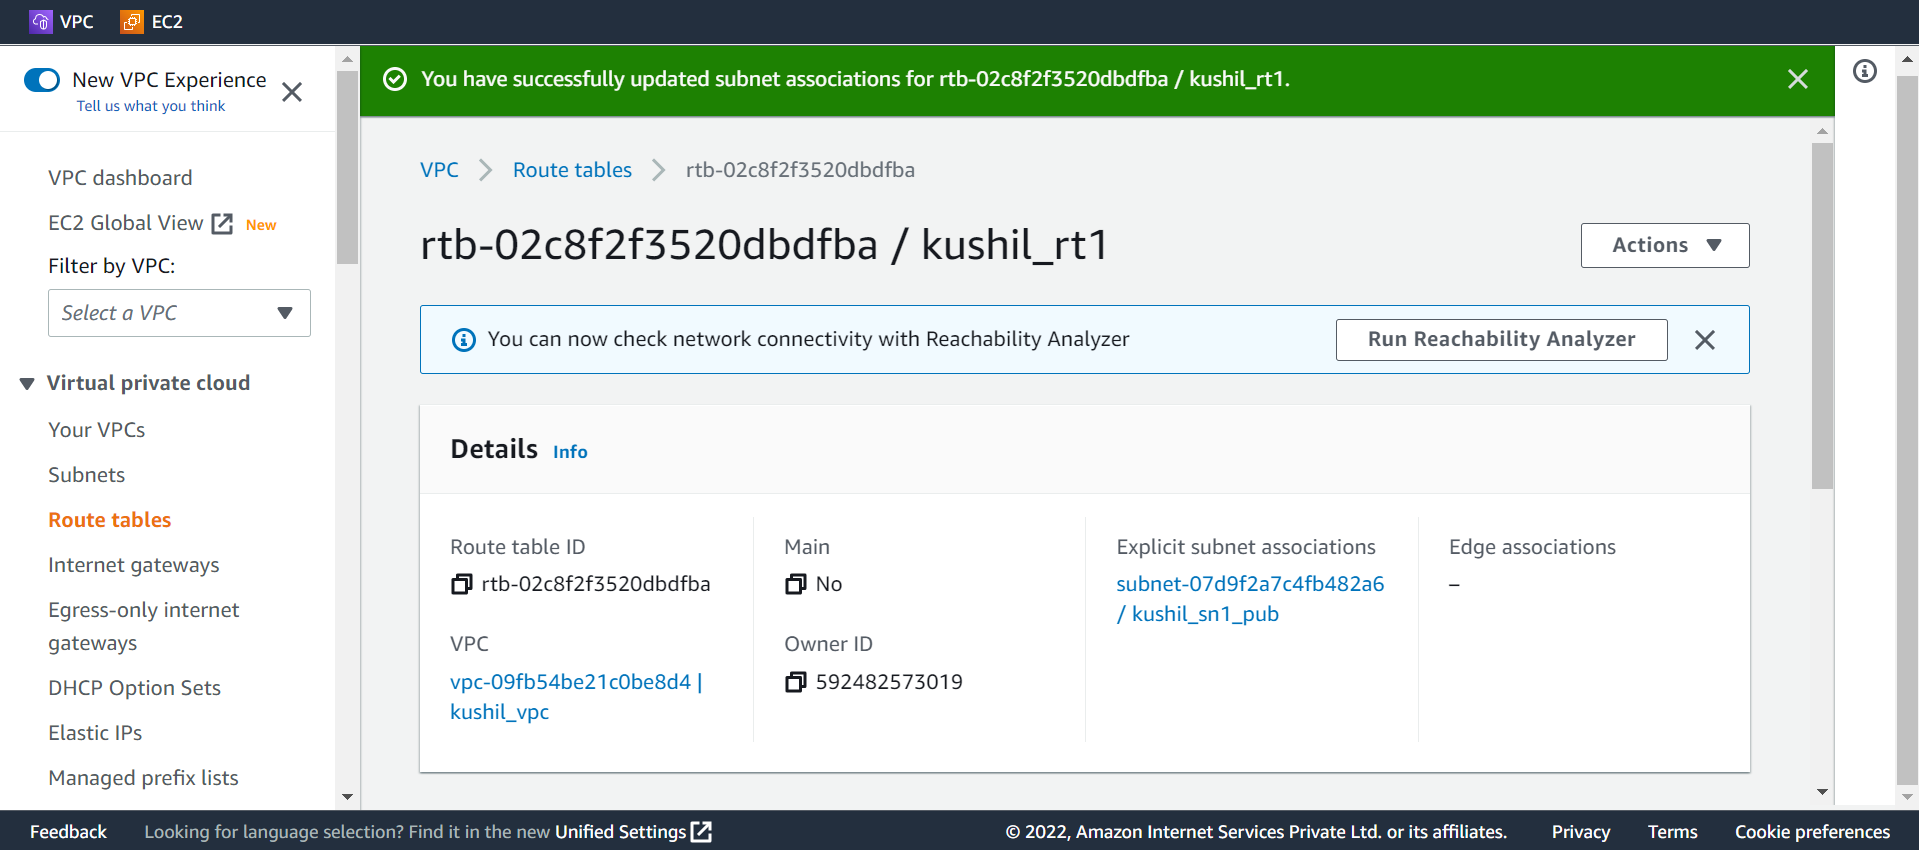 VPC EC2
New VPC Experience
Tell us what you think
VPC dashboard
EC2 Global View New
Filter by VPC:
Select a VPC
Virtual private cloud
Your VPCs
Subnets
Route tables
Internet gateways
Egress-only internet
gateways
DHCP Option Sets
Elastic IPs
Managed prefix lists
You have successfully updated subnet associations for rtb-02c8f2f3520dbdfba / kushil_rt1.
VPC Route tables rtb-02c8f2f3520dbdfba
rtb-02c8f2f3520dbdfba / kushil_rt1
Actions
You can now check network connectivity with Reachability Analyzer
Run Reachability Analyzer
Details Info
Route table ID
rtb-02c8f2f3520dbdfba
VPC
vpc-09fb54be21c0be8d4 |
kushil_vpc
Main
No
Owner ID
592482573019
Explicit subnet associations
subnet-07d9f2a7c4fb482a6
/ kushil_sn1_pub
Edge associations
–
Feedback Looking for language selection? Find it in the new Unified Settings © 2022, Amazon Internet Services Private Ltd. or its affiliates. Privacy Terms Cookie preferences